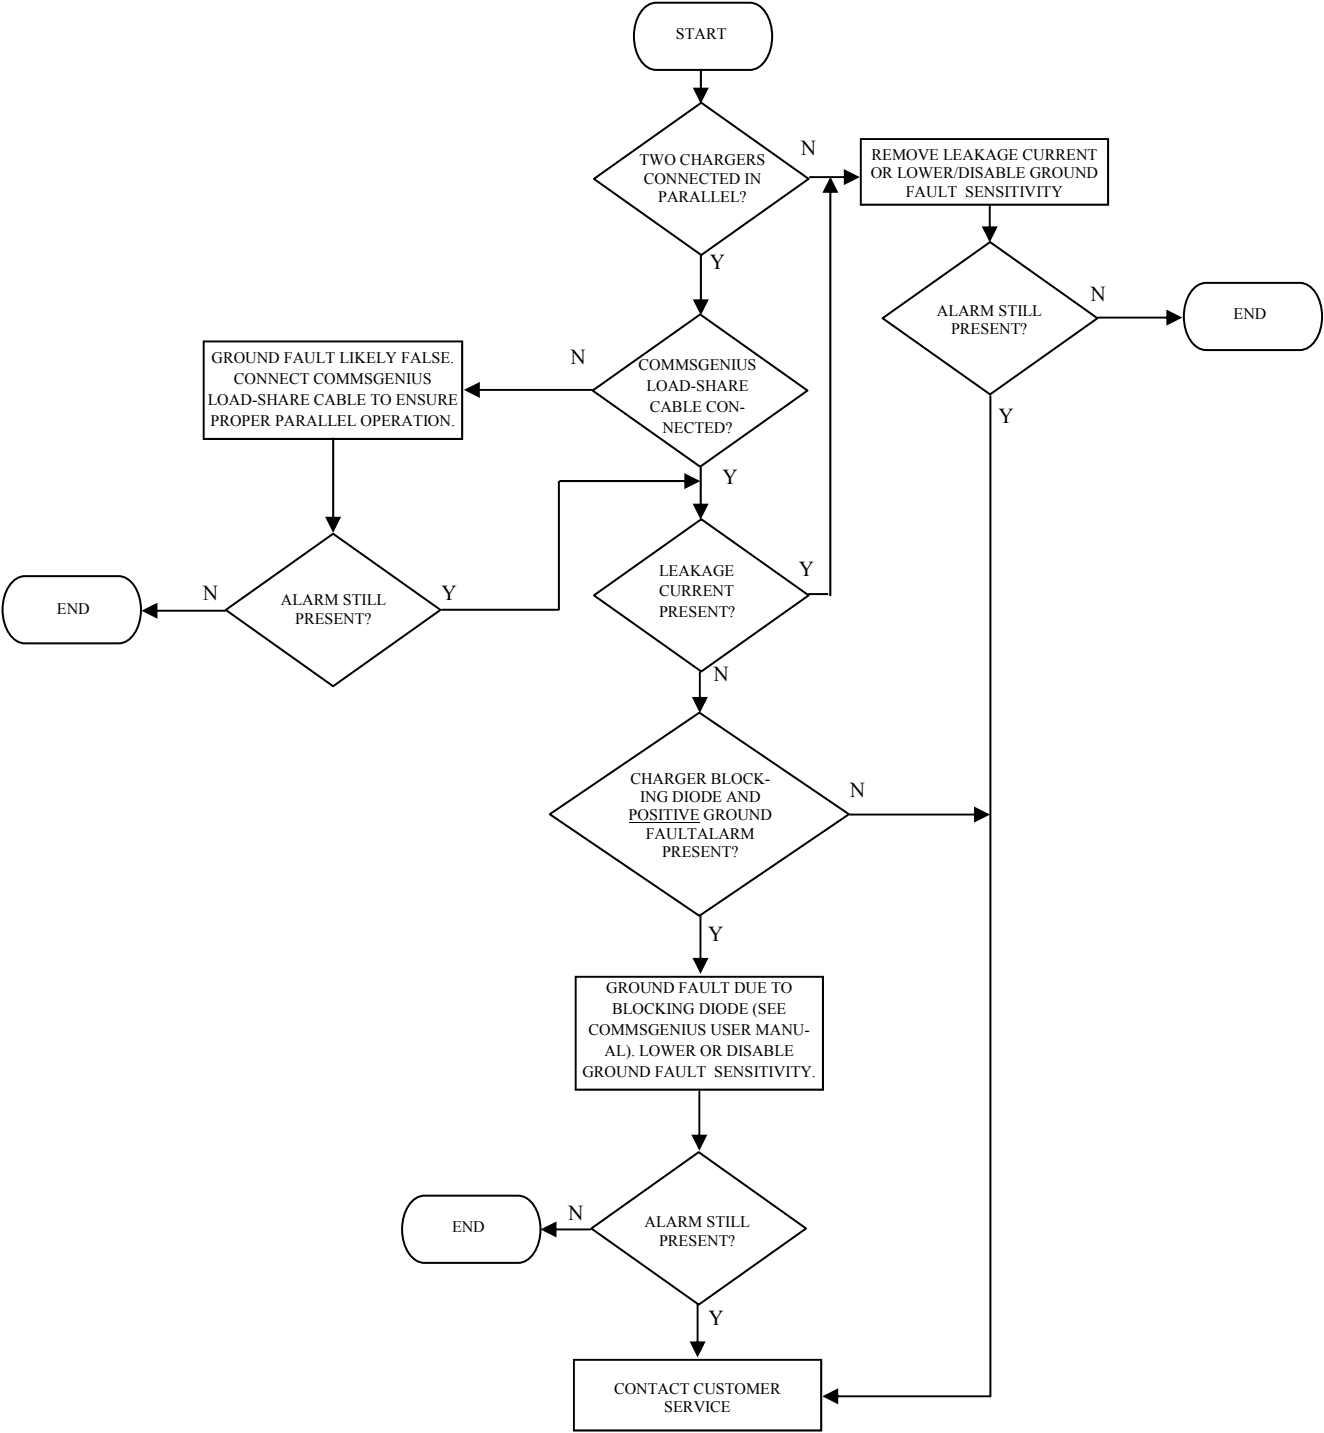 START
TWO CHARGERS
CONNECTED IN
PARALLEL?
N
REMOVE LEAKAGE CURRENT
OR LOWER/DISABLE GROUND
FAULT SENSITIVITY
Y
ALARM STILL
PRESENT?
N
END
Y
COMMSGENIUS
LOAD-SHARE
CABLE CON-
NECTED?
N
GROUND FAULT LIKELY FALSE.
CONNECT COMMSGENIUS
LOAD-SHARE CABLE TO ENSURE
PROPER PARALLEL OPERATION.
Y
ALARM STILL
PRESENT?
N
END
Y
LEAKAGE
CURRENT
PRESENT?
Y
N
CHARGER BLOCK-
ING DIODE AND
POSITIVE GROUND
FAULTALARM
PRESENT?
N
Y
GROUND FAULT DUE TO
BLOCKING DIODE (SEE
COMMSGENIUS USER MANU-
AL). LOWER OR DISABLE
GROUND FAULT SENSITIVITY.
ALARM STILL
PRESENT?
N
END
Y
CONTACT CUSTOMER
SERVICE